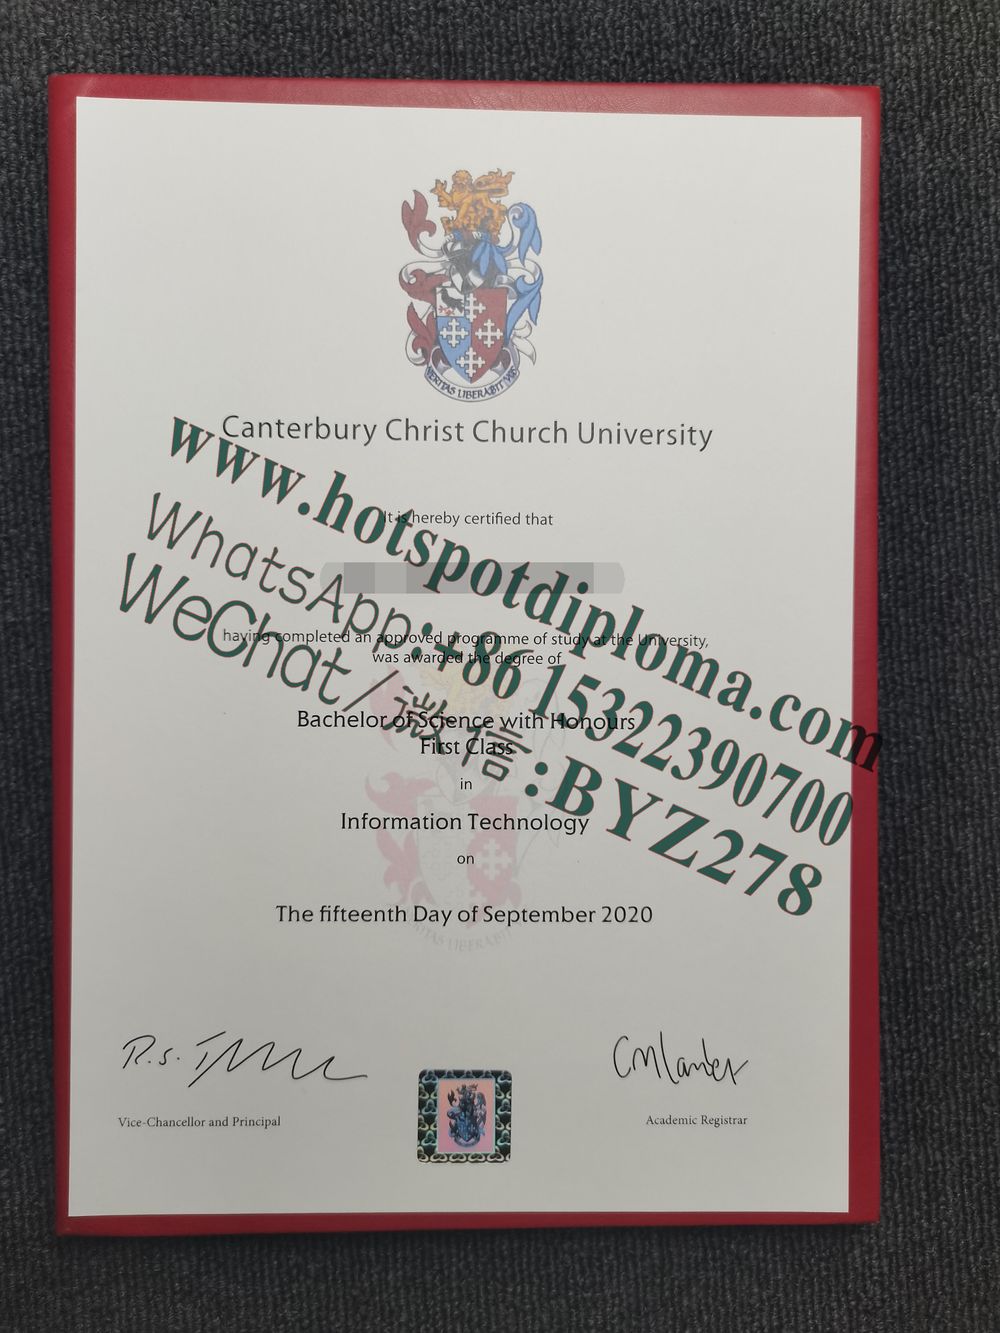 VERITAS LIBERABIT VOS
Canterbury Christ Church University
www.hotspotdiploma.com
It is hereby certified that
WhatsApp:+86 15322390700
WeChat/微信:BYZ278
having completed an approved programme of study at the University,
was awarded the degree of
Bachelor of Science with Honours
First Class
in
Information Technology
on
The fifteenth Day of September 2020
Vice-Chancellor and Principal
Academic Registrar